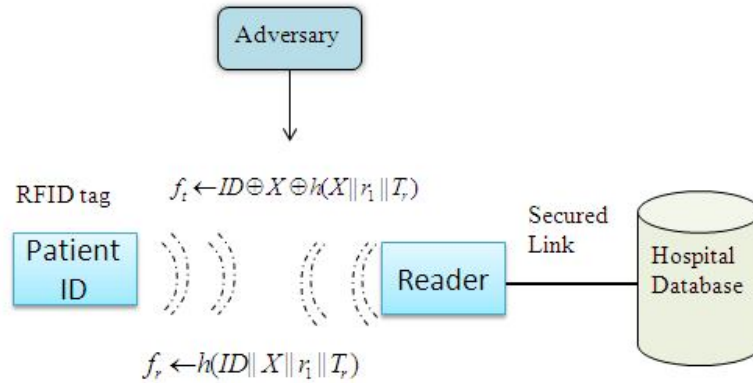 Adversary
f_t ← ID ⊕ X ⊕ h(X || r_1 || T_r)
RFID tag
Patient
ID
Reader
Secured
Link
Hospital
Database
f_r ← h(ID || X || r_1 || T_r)